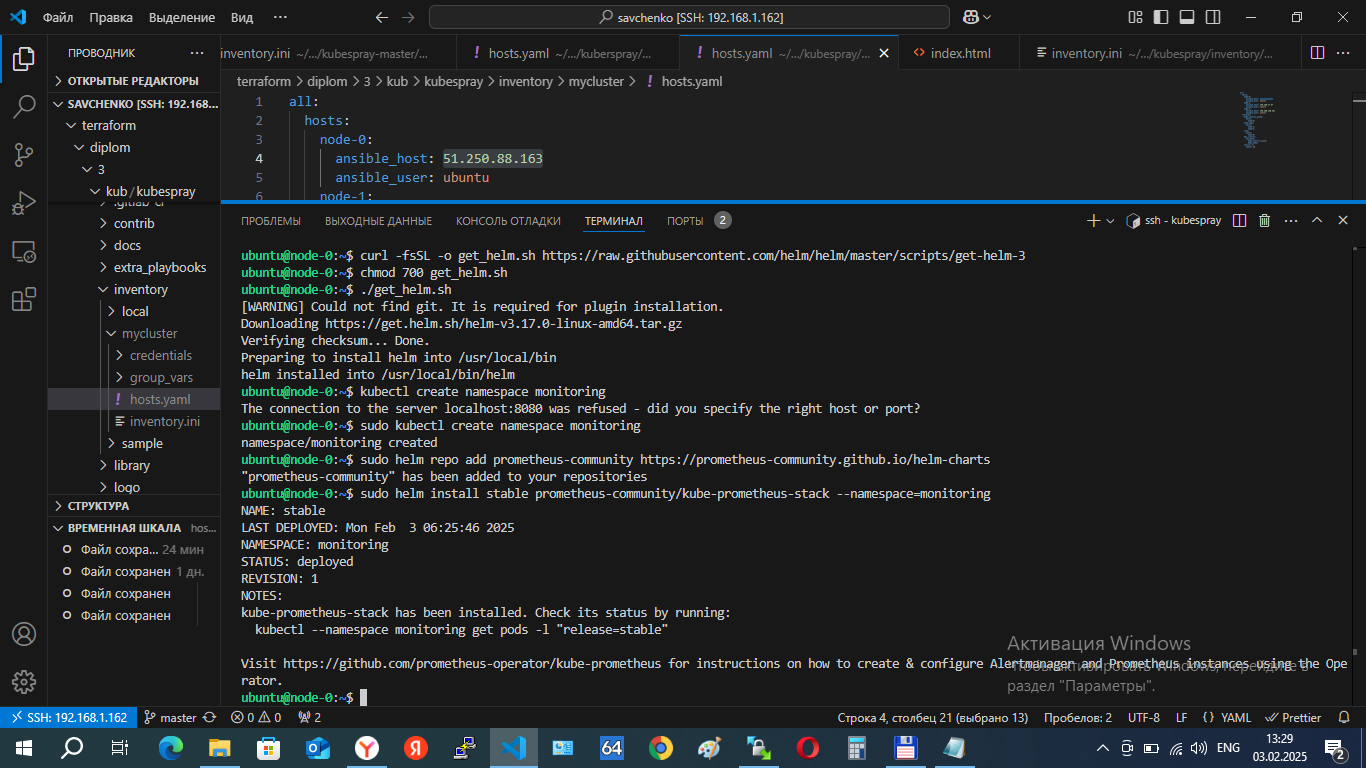 Файл Правка Выделение Вид ··· savchenko [SSH: 192.168.1.162]
ПРОВОДНИК ···
inventory.ini ~/.../kubespray-master/...
hosts.yaml ~/.../kuberspray/...
hosts.yaml ~/.../kubespray/...
index.html
inventory.ini ~/.../kubespray/inventory/...
ОТКРЫТЫЕ РЕДАКТОРЫ
SAVCHENKO [SSH: 192.168....
terraform
diplom
3
kub / kubespray
.gitlab-ci
contrib
docs
extra_playbooks
inventory
local
mycluster
credentials
group_vars
hosts.yaml
inventory.ini
sample
library
logo
СТРУКТУРА
ВРЕМЕННАЯ ШКАЛА hos...
Файл сохра... 24 мин
Файл сохранен 1 дн.
Файл сохранен
Файл сохранен
terraform > diplom > 3 > kub > kubespray > inventory > mycluster > hosts.yaml
1 all:
2 hosts:
3 node-0:
4 ansible_host: 51.250.88.163
5 ansible_user: ubuntu
6 node-1:
ПРОБЛЕМЫ ВЫХОДНЫЕ ДАННЫЕ КОНСОЛЬ ОТЛАДКИ ТЕРМИНАЛ ПОРТЫ 2 ssh - kubespray
ubuntu@node-0:~$ curl -fsSL -o get_helm.sh https://raw.githubusercontent.com/helm/helm/master/scripts/get-helm-3
ubuntu@node-0:~$ chmod 700 get_helm.sh
ubuntu@node-0:~$ ./get_helm.sh
[WARNING] Could not find git. It is required for plugin installation.
Downloading https://get.helm.sh/helm-v3.17.0-linux-amd64.tar.gz
Verifying checksum... Done.
Preparing to install helm into /usr/local/bin
helm installed into /usr/local/bin/helm
ubuntu@node-0:~$ kubectl create namespace monitoring
The connection to the server localhost:8080 was refused - did you specify the right host or port?
ubuntu@node-0:~$ sudo kubectl create namespace monitoring
namespace/monitoring created
ubuntu@node-0:~$ sudo helm repo add prometheus-community https://prometheus-community.github.io/helm-charts
"prometheus-community" has been added to your repositories
ubuntu@node-0:~$ sudo helm install stable prometheus-community/kube-prometheus-stack --namespace=monitoring
NAME: stable
LAST DEPLOYED: Mon Feb  3 06:25:46 2025
NAMESPACE: monitoring
STATUS: deployed
REVISION: 1
NOTES:
kube-prometheus-stack has been installed. Check its status by running:
kubectl --namespace monitoring get pods -l "release=stable"
Visit https://github.com/prometheus-operator/kube-prometheus for instructions on how to create & configure Alertmanager and Prometheus instances using the Ope
rator.
ubuntu@node-0:~$
Активация Windows
Чтобы активировать Windows, перейдите в
раздел "Параметры".
SSH: 192.168.1.162 master 0 0 2 Строка 4, столбец 21 (выбрано 13) Пробелов: 2 UTF-8 LF YAML Prettier
64 ENG 13:29
03.02.2025 2